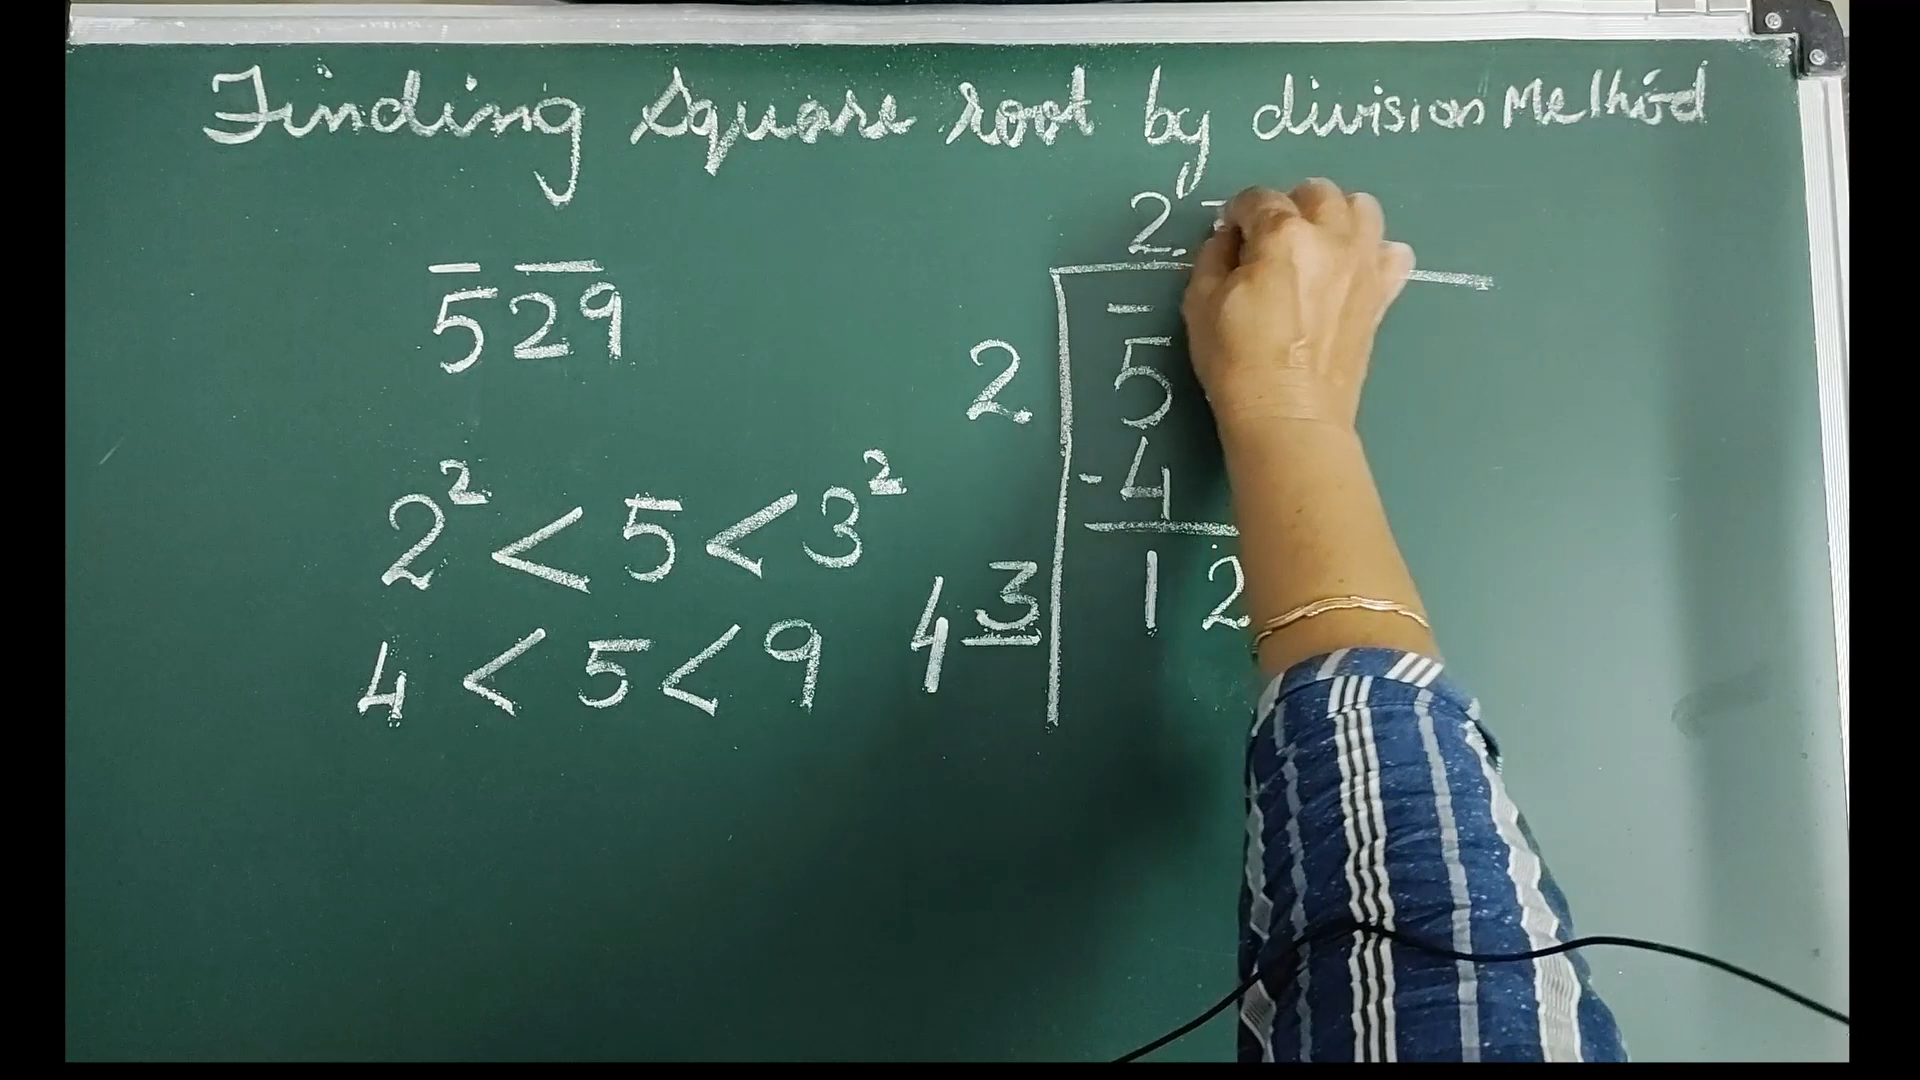 Finding square root by division Method
2
529
2 5
-4
2² < 5 < 3²
43 12
4 < 5 < 9